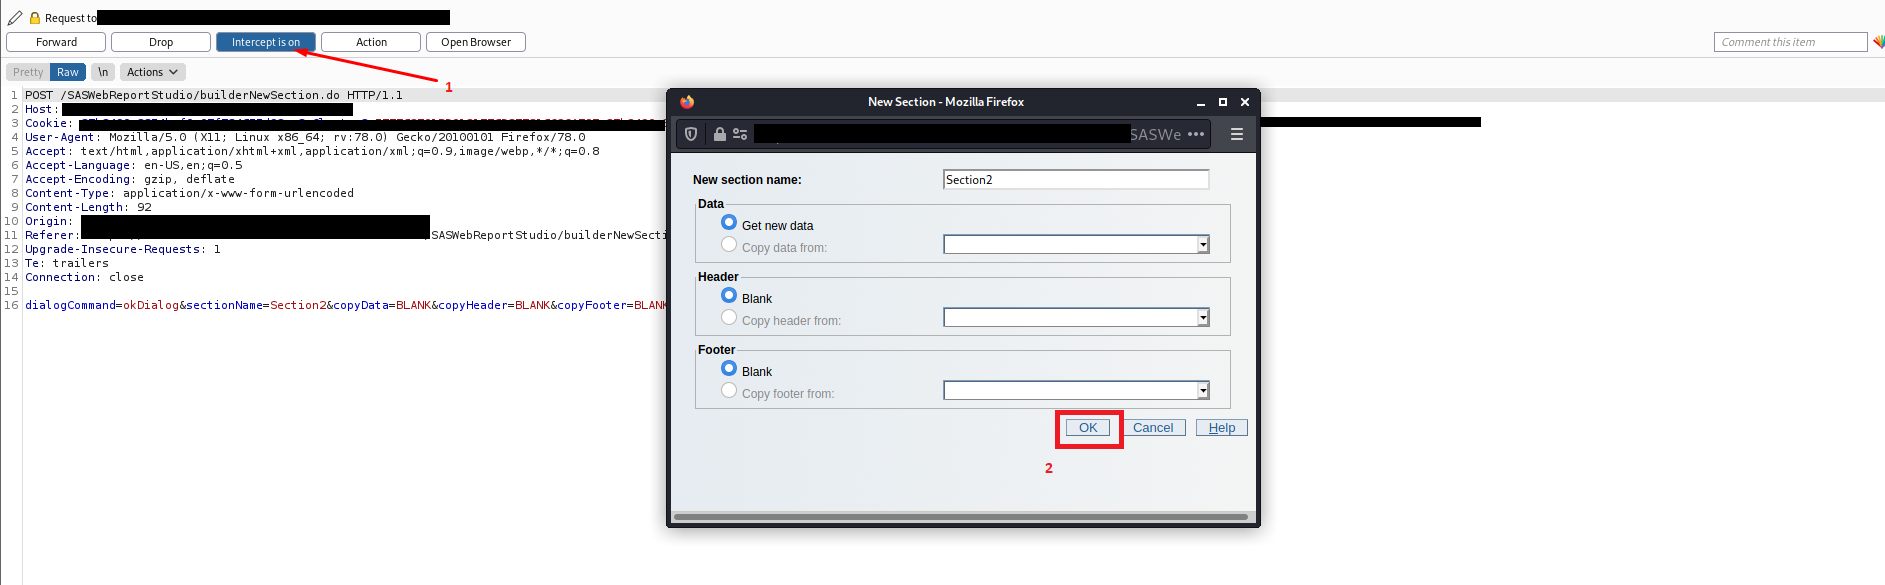 Request to
Forward Drop Intercept is on Action Open Browser Comment this item
Pretty Raw \n Actions
1
1 POST /SASWebReportStudio/builderNewSection.do HTTP/1.1
2 Host:
3 Cookie:
4 User-Agent: Mozilla/5.0 (X11; Linux x86_64; rv:78.0) Gecko/20100101 Firefox/78.0
5 Accept: text/html,application/xhtml+xml,application/xml;q=0.9,image/webp,*/*;q=0.8
6 Accept-Language: en-US,en;q=0.5
7 Accept-Encoding: gzip, deflate
8 Content-Type: application/x-www-form-urlencoded
9 Content-Length: 92
10 Origin:
11 Referer: /SASWebReportStudio/builderNewSecti
12 Upgrade-Insecure-Requests: 1
13 Te: trailers
14 Connection: close
15
16 dialogCommand=okDialog&sectionName=Section2&copyData=BLANK&copyHeader=BLANK&copyFooter=BLANK
New Section - Mozilla Firefox
SASWe •••
New section name: Section2
Data
Get new data
Copy data from:
Header
Blank
Copy header from:
Footer
Blank
Copy footer from:
OK Cancel Help
2